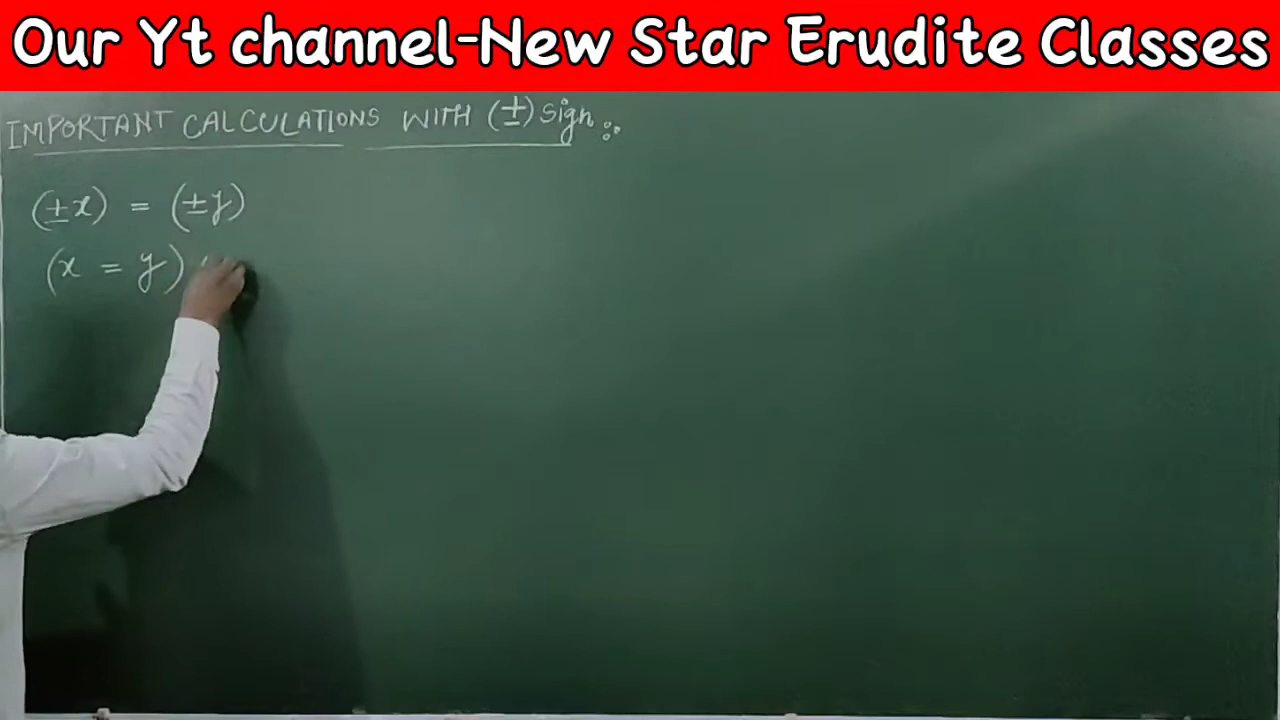 Our Yt channel-New Star Erudite Classes
IMPORTANT CALCULATIONS WITH (±) Sign :
(±x) = (±y)
(x = y)